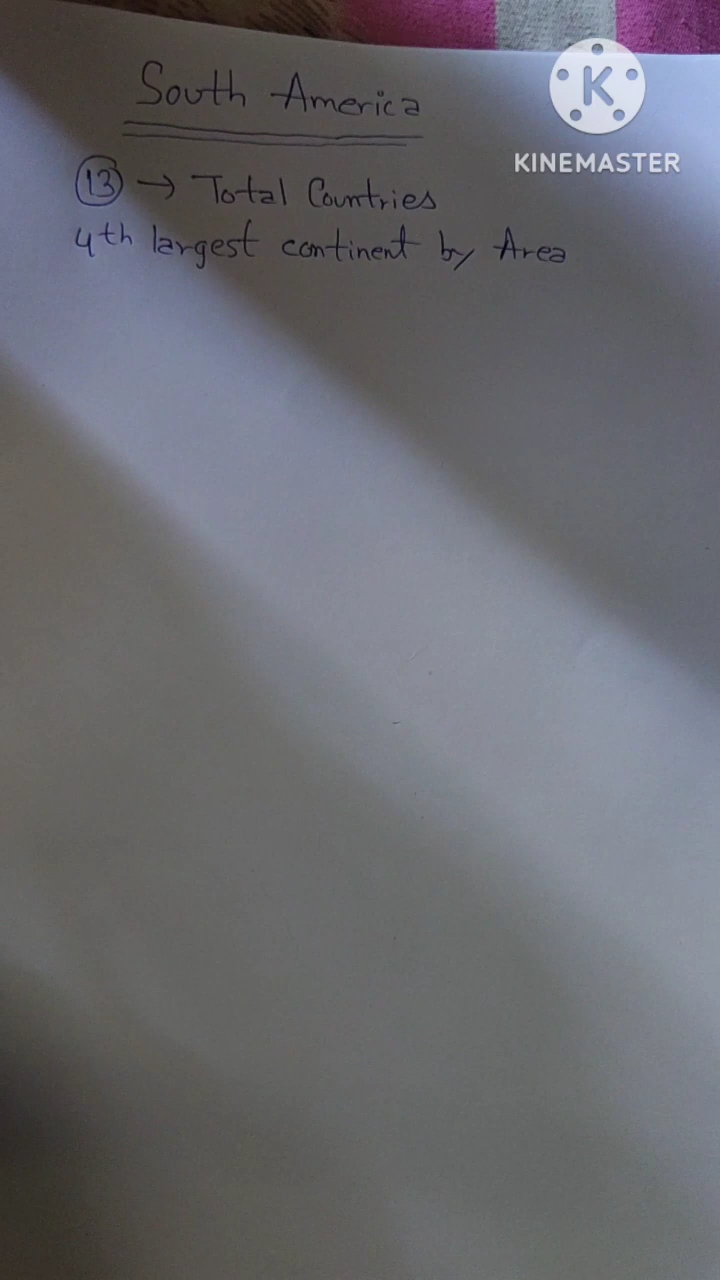 South America
K
KINEMASTER
13 → Total Countries
4th largest continent by Area